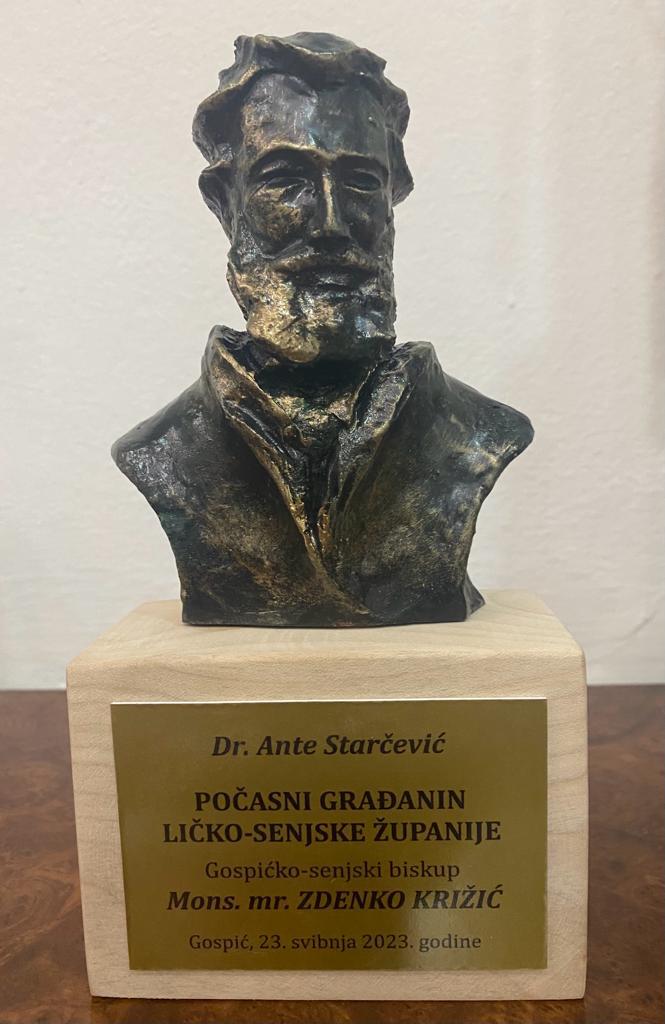 Dr. Ante Starčević
POČASNI GRAĐANIN
LIČKO-SENJSKE ŽUPANIJE
Gospićko-senjski biskup
Mons. mr. ZDENKO KRIŽIĆ
Gospić, 23. svibnja 2023. godine